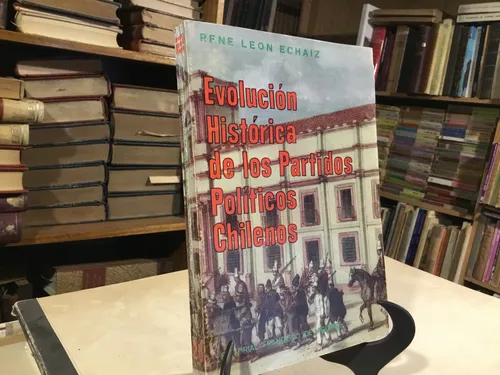 RENE LEON ECHAIZ
Evolución
Histórica
de los Partidos
Políticos
Chilenos